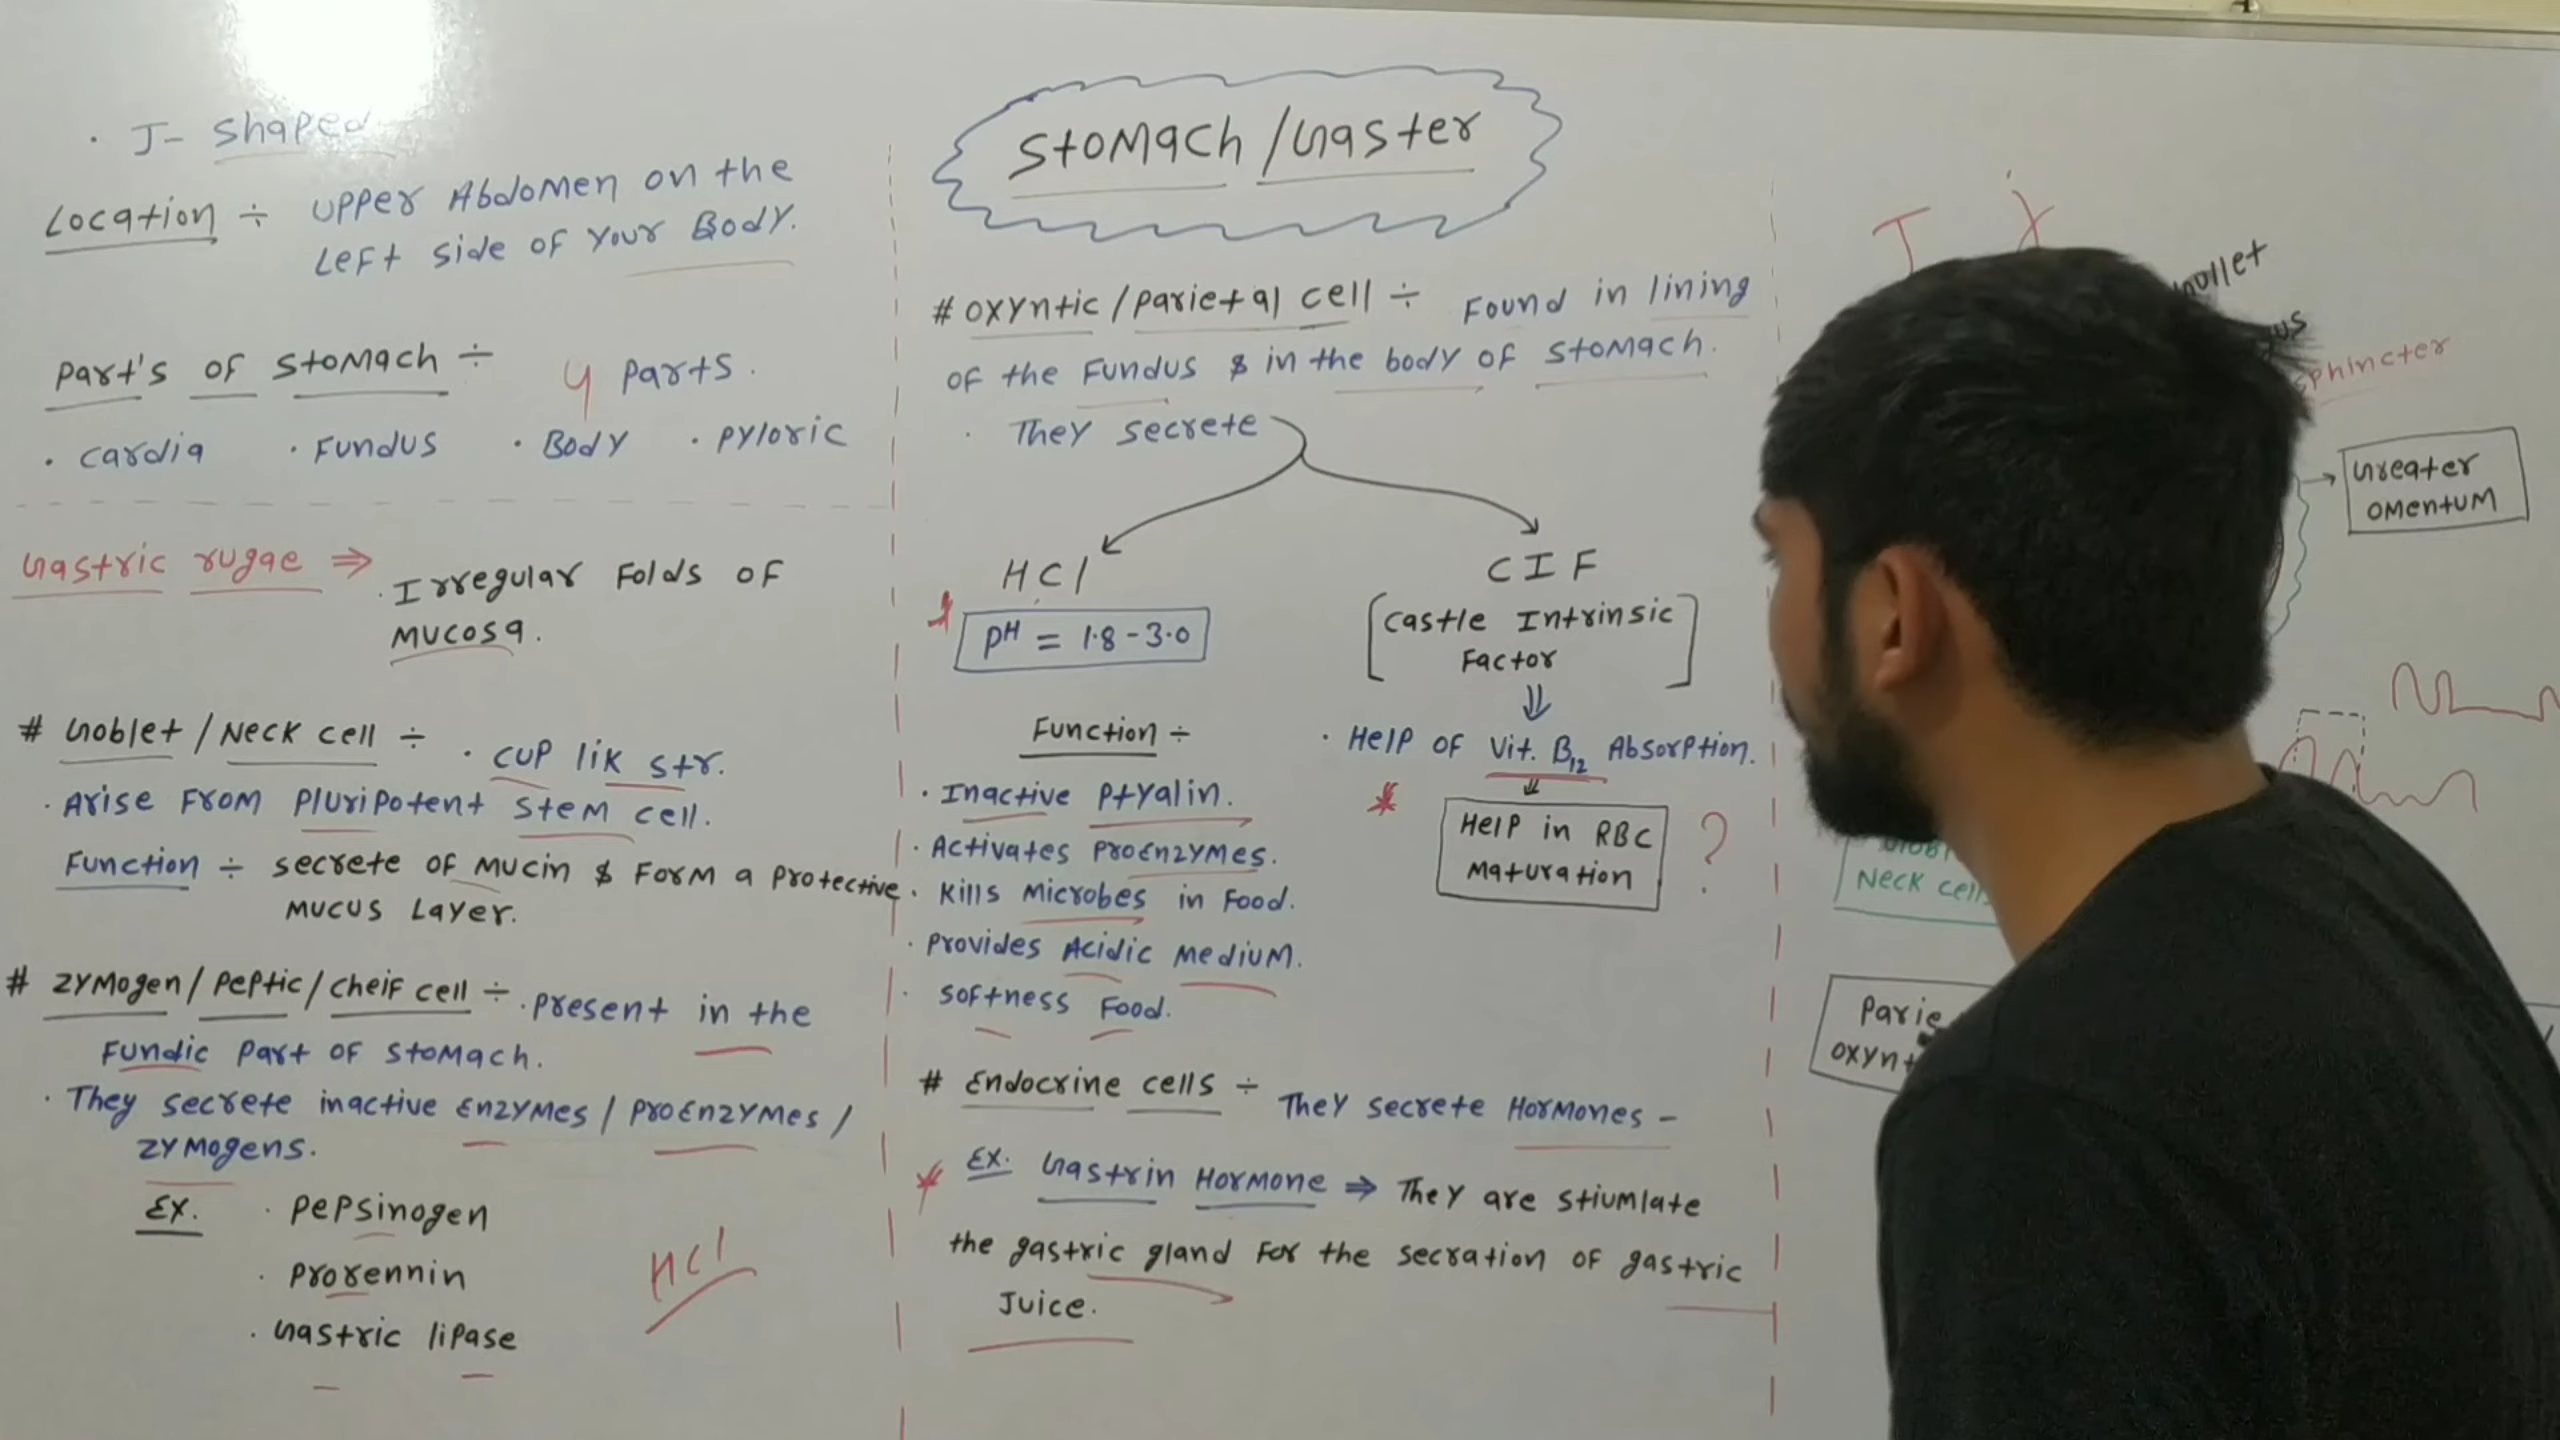 Stomach / Gaster
· J- shaped
Location ÷ Upper Abdomen on the
Left side of your Body.
Part's of Stomach ÷ 4 Parts.
· Cardia · Fundus · Body · Pyloric
Gastric rugae ⇒ · Irregular Folds of
Mucosa.
# Goblet / Neck cell ÷ · Cup lik str.
· Arise From Pluripotent Stem cell.
Function ÷ secrete of Mucin & Form a Protective
Mucus Layer.
# Zymogen / Peptic / Cheif cell ÷ · Present in the
Fundic Part of Stomach.
· They secrete inactive Enzymes / Proenzymes /
Zymogens.
Ex. · Pepsinogen
· Prorennin
· Gastric lipase
HCl
# Oxyntic / Parietal cell ÷ Found in lining
of the Fundus & in the body of Stomach.
· They secrete
HCl
PH = 1.8 - 3.0
Function ÷
· Inactive Ptyalin.
· Activates Proenzymes.
· Kills Microbes in Food.
· Provides Acidic Medium.
· Softness Food.
CIF
[Castle Intrinsic
Factor]
· Help of Vit. B12 Absorption.
Help in RBC
Maturation ?
# Endocrine cells ÷ They secrete Hormones -
Ex. Gastrin Hormone ⇒ They are stiumlate
the gastric gland for the secration of gastric
Juice.
J
sphincter
Greater
Omentum
Neck cell